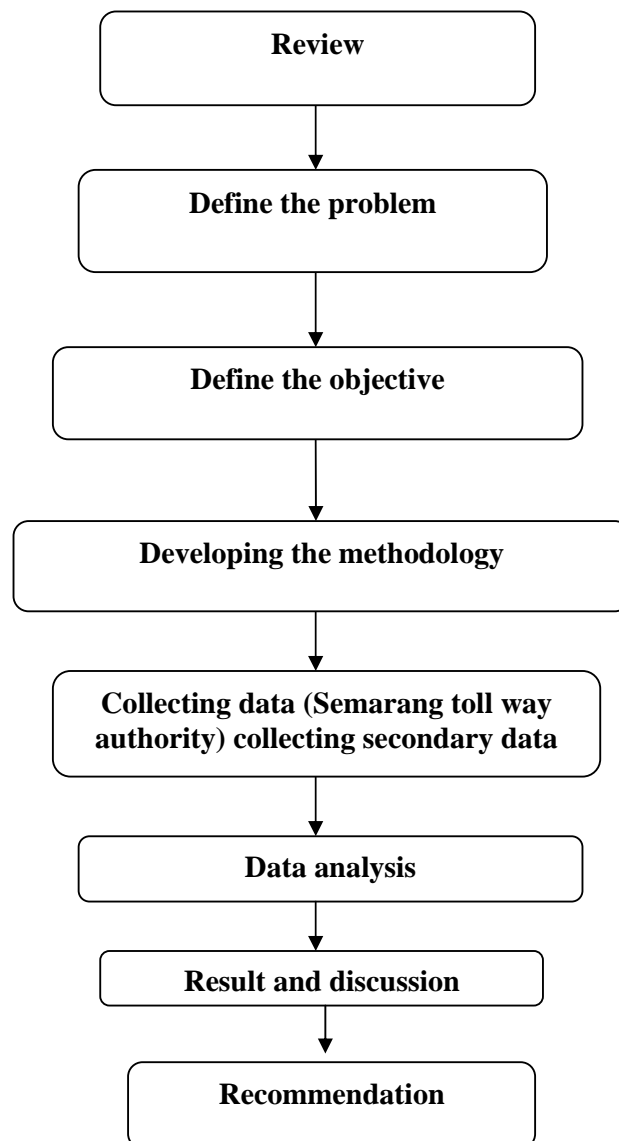 Review
Define the problem
Define the objective
Developing the methodology
Collecting data (Semarang toll way
authority) collecting secondary data
Data analysis
Result and discussion
Recommendation